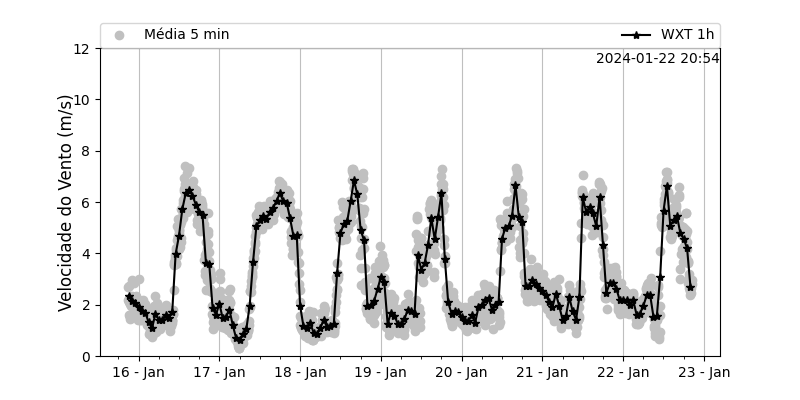 Média 5 min WXT 1h
2024-01-22 20:54
Velocidade do Vento (m/s)
12
10
8
6
4
2
0
16 - Jan 17 - Jan 18 - Jan 19 - Jan 20 - Jan 21 - Jan 22 - Jan 23 - Jan